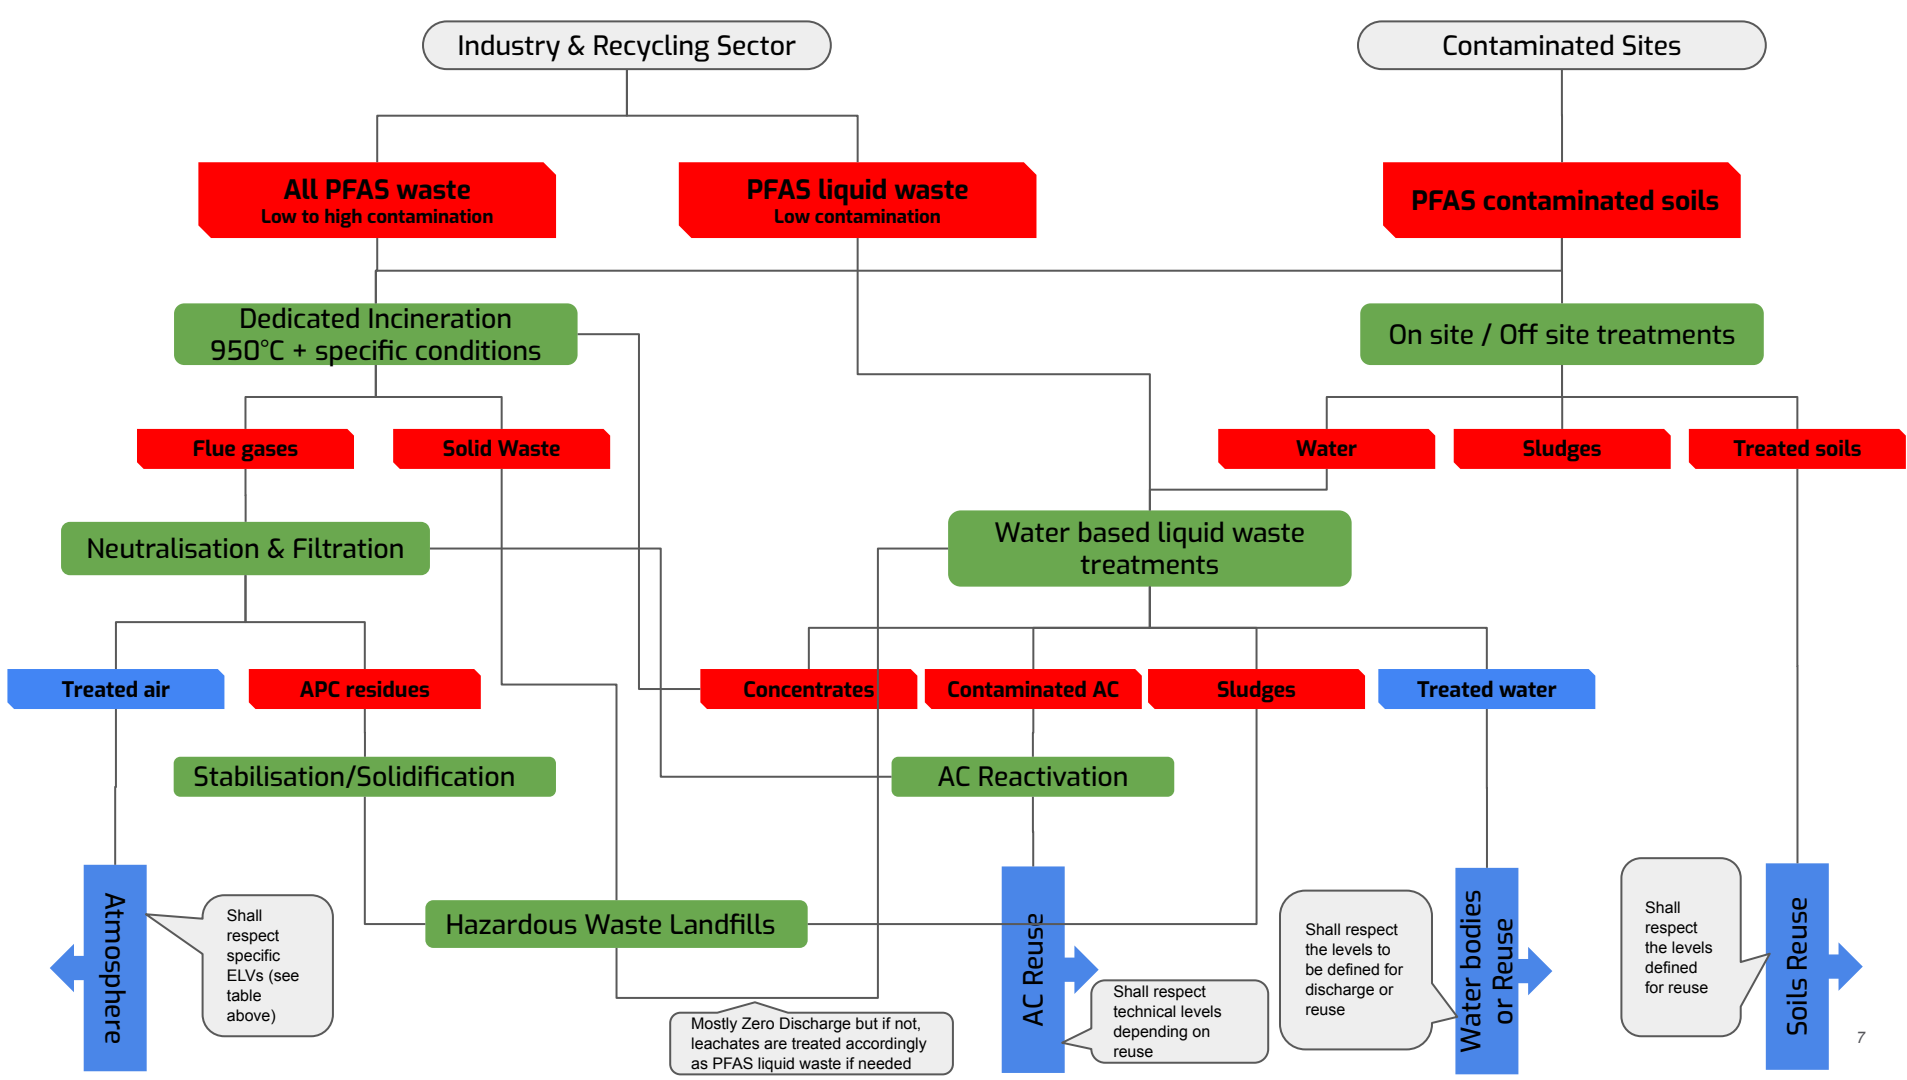 Industry & Recycling Sector
Contaminated Sites
All PFAS waste
Low to high contamination
PFAS liquid waste
Low contamination
PFAS contaminated soils
Dedicated Incineration
950°C + specific conditions
On site / Off site treatments
Flue gases
Solid Waste
Water
Sludges
Treated soils
Neutralisation & Filtration
Water based liquid waste
treatments
Treated air
APC residues
Concentrates
Contaminated AC
Sludges
Treated water
Stabilisation/Solidification
AC Reactivation
Atmosphere
Shall
respect
specific
ELVs (see
table
above)
Hazardous Waste Landfills
Mostly Zero Discharge but if not,
leachates are treated accordingly
as PFAS liquid waste if needed
AC Reuse
Shall respect
technical levels
depending on
reuse
Shall respect
the levels to
be defined for
discharge or
reuse
Water bodies
or Reuse
Shall
respect
the levels
defined
for reuse
Soils Reuse
7